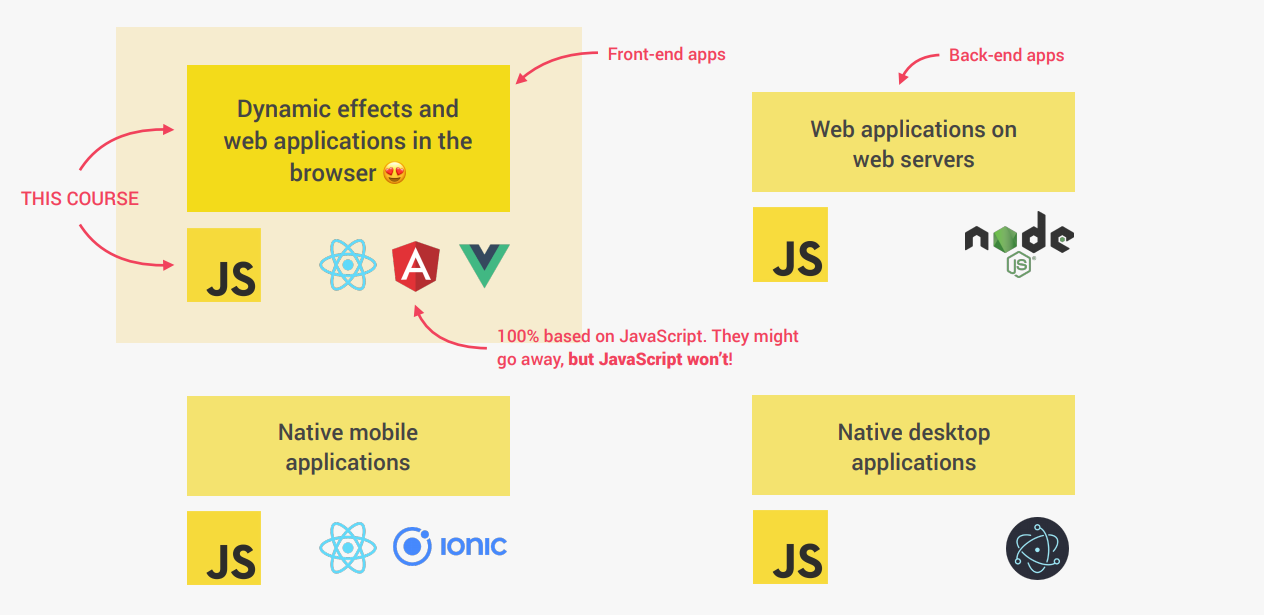 Front-end apps
Back-end apps
Dynamic effects and
web applications in the
browser 😍
Web applications on
web servers
THIS COURSE
JS
JS
node
JS
A
100% based on JavaScript. They might
go away, but JavaScript won't!
Native mobile
applications
Native desktop
applications
JS
ionic
JS